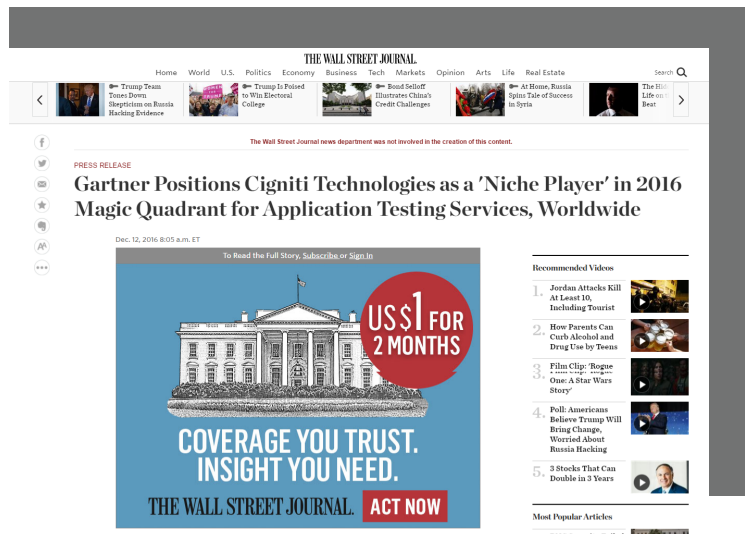 THE WALL STREET JOURNAL.
Home World U.S. Politics Economy Business Tech Markets Opinion Arts Life Real Estate Search
Trump Team
Tones Down
Skepticism on Russia
Hacking Evidence
Trump Is Poised
to Win Electoral
College
Bond Selloff
Illustrates China's
Credit Challenges
At Home, Russia
Spins Tale of Success
in Syria
The
Life on
Beat
The Wall Street Journal news department was not involved in the creation of this content.
PRESS RELEASE
Gartner Positions Cigniti Technologies as a 'Niche Player' in 2016
Magic Quadrant for Application Testing Services, Worldwide
Dec. 12, 2016 8:05 a.m. ET
To Read the Full Story, Subscribe or Sign In
US $1 FOR
2 MONTHS
COVERAGE YOU TRUST.
INSIGHT YOU NEED.
THE WALL STREET JOURNAL. ACT NOW
Recommended Videos
1. Jordan Attacks Kill
At Least 10,
Including Tourist
2. How Parents Can
Curb Alcohol and
Drug Use by Teens
3. Film Clip: 'Rogue
One: A Star Wars
Story'
4. Poll: Americans
Believe Trump Will
Bring Change,
Worried About
Russia Hacking
5. 3 Stocks That Can
Double in 3 Years
Most Popular Articles